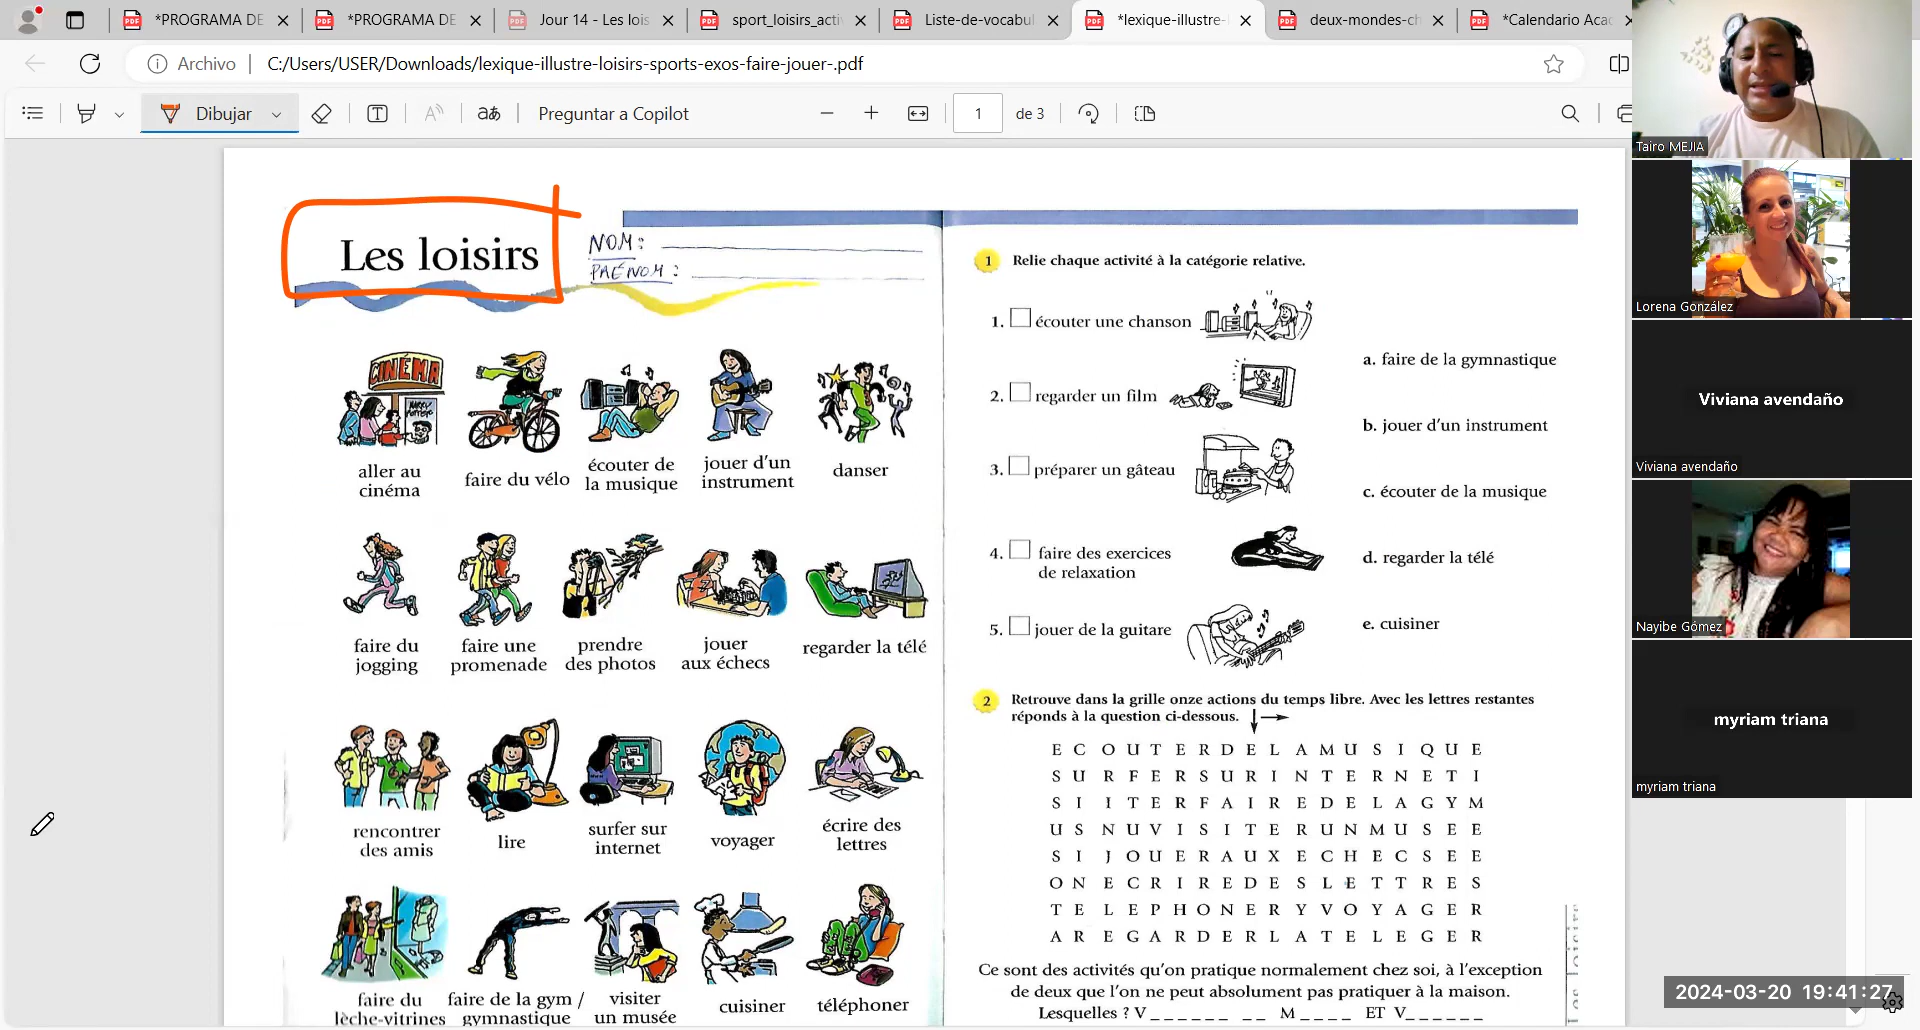 *PROGRAMA DE
*PROGRAMA DE
Jour 14 - Les lois
sport_loisirs_activ
Liste-de-vocabul
*lexique-illustre-
deux-mondes-ch
*Calendario Aca
Archivo
C:/Users/USER/Downloads/lexique-illustre-loisirs-sports-exos-faire-jouer-.pdf
Dibujar
Preguntar a Copilot
1
de 3
Les loisirs
NOM:
PRÉNOM:
CINÉMA
aller au
cinéma
faire du vélo
écouter de
la musique
jouer d'un
instrument
danser
faire du
jogging
faire une
promenade
prendre
des photos
jouer
aux échecs
regarder la télé
rencontrer
des amis
lire
surfer sur
internet
voyager
écrire des
lettres
faire du
lèche-vitrines
faire de la gym /
gymnastique
visiter
un musée
cuisiner
téléphoner
1 Relie chaque activité à la catégorie relative.
1. écouter une chanson
2. regarder un film
3. préparer un gâteau
4. faire des exercices
de relaxation
5. jouer de la guitare
a. faire de la gymnastique
b. jouer d'un instrument
c. écouter de la musique
d. regarder la télé
e. cuisiner
2 Retrouve dans la grille onze actions du temps libre. Avec les lettres restantes
réponds à la question ci-dessous.
E C O U T E R D E L A M U S I Q U E
S U R F E R S U R I N T E R N E T I
S I I T E R F A I R E D E L A G Y M
U S N U V I S I T E R U N M U S E E
S I J O U E R A U X E C H E C S E E
O N E C R I R E D E S L E T T R E S
T E L E P H O N E R Y V O Y A G E R
A R E G A R D E R L A T E L E G E R
Ce sont des activités qu'on pratique normalement chez soi, à l'exception
de deux que l'on ne peut absolument pas pratiquer à la maison.
Lesquelles ? V _ _ _ _ _ _ _ _ M _ _ _ _ ET V _ _ _ _ _ _
Les loisirs
Tairo MEJIA
Lorena González
Viviana avendaño
Viviana avendaño
Nayibe Gómez
myriam triana
myriam triana
2024-03-20 19:41:27